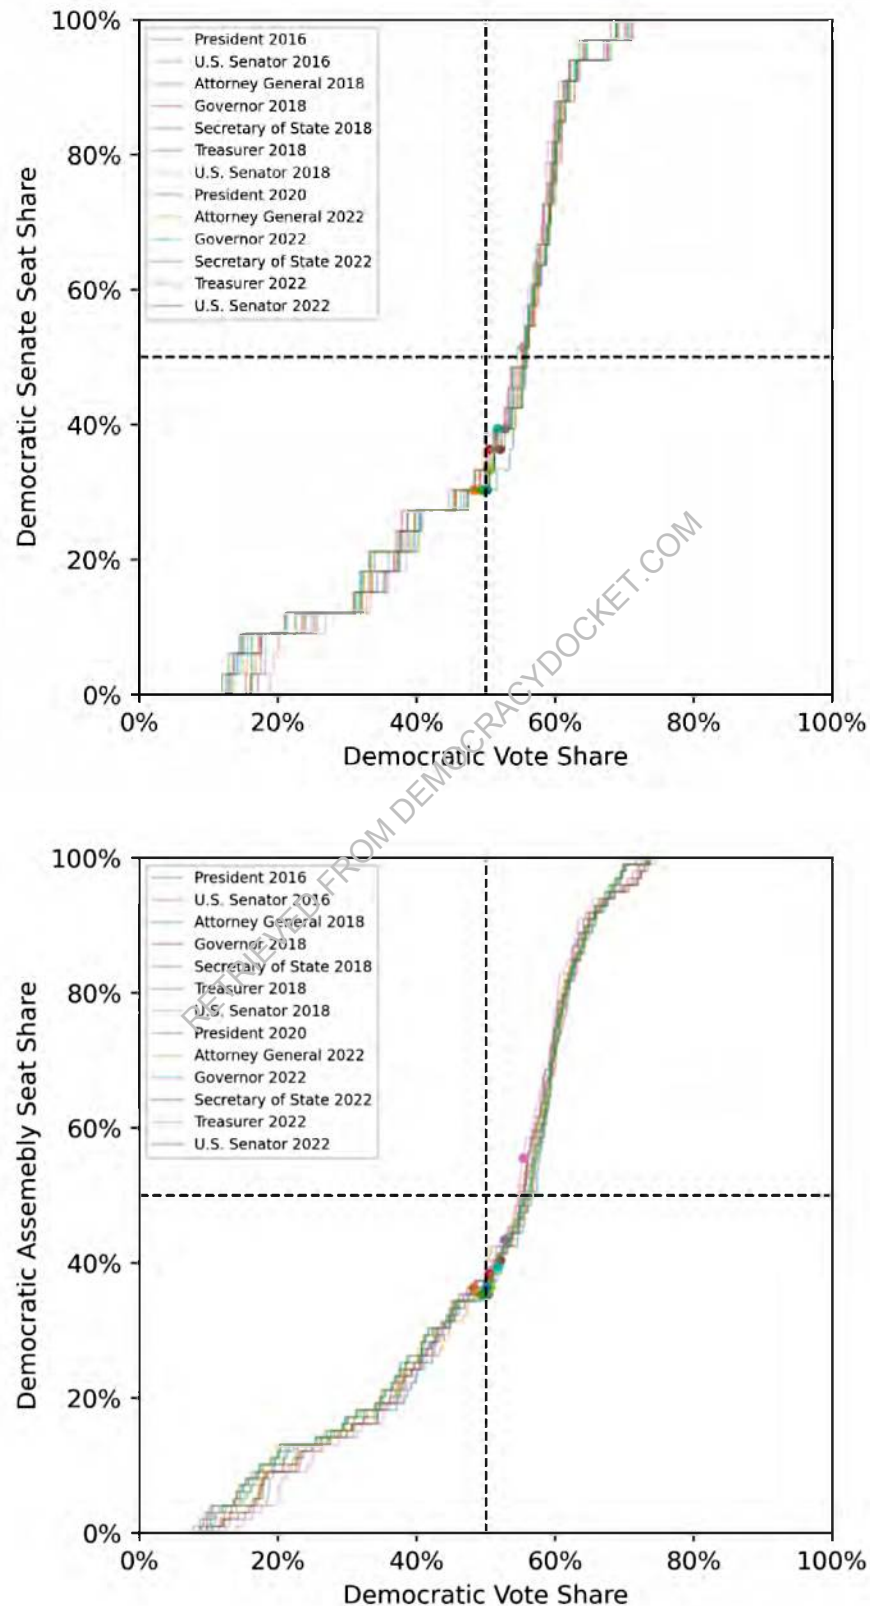 100%
80%
60%
40%
20%
0%
Democratic Senate Seat Share
President 2016
U.S. Senator 2016
Attorney General 2018
Governor 2018
Secretary of State 2018
Treasurer 2018
U.S. Senator 2018
President 2020
Attorney General 2022
Governor 2022
Secretary of State 2022
Treasurer 2022
U.S. Senator 2022
0% 20% 40% 60% 80% 100%
Democratic Vote Share
RETRIEVED FROM DEMOCRACYDOCKET.COM
100%
80%
60%
40%
20%
0%
Democratic Assemebly Seat Share
President 2016
U.S. Senator 2016
Attorney General 2018
Governor 2018
Secretary of State 2018
Treasurer 2018
U.S. Senator 2018
President 2020
Attorney General 2022
Governor 2022
Secretary of State 2022
Treasurer 2022
U.S. Senator 2022
0% 20% 40% 60% 80% 100%
Democratic Vote Share